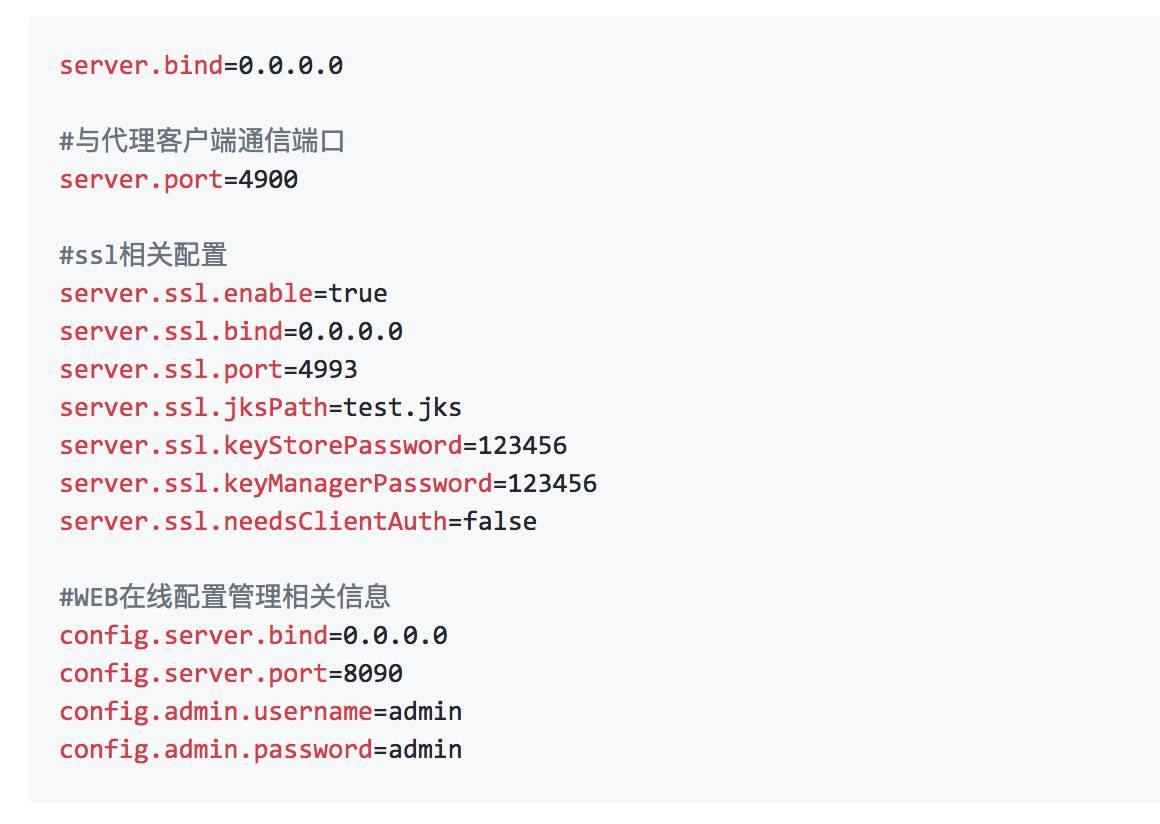 server.bind=0.0.0.0
#与代理客户端通信端口
server.port=4900
#ssl相关配置
server.ssl.enable=true
server.ssl.bind=0.0.0.0
server.ssl.port=4993
server.ssl.jksPath=test.jks
server.ssl.keyStorePassword=123456
server.ssl.keyManagerPassword=123456
server.ssl.needsClientAuth=false
#WEB在线配置管理相关信息
config.server.bind=0.0.0.0
config.server.port=8090
config.admin.username=admin
config.admin.password=admin